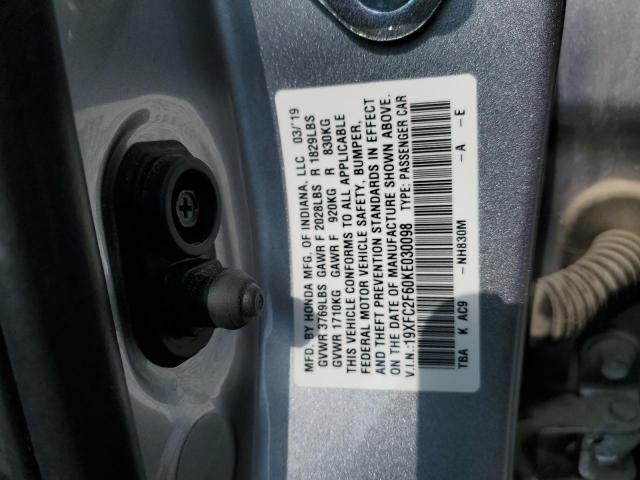 MFD. BY HONDA MFG. OF INDIANA, LLC 03/'19
GVWR 3769LBS GAWR F 2028LBS R 1829LBS
GVWR 1710KG GAWR F 920KG R 830KG
THIS VEHICLE CONFORMS TO ALL APPLICABLE
FEDERAL MOTOR VEHICLE SAFETY, BUMPER,
AND THEFT PREVENTION STANDARDS IN EFFECT
ON THE DATE OF MANUFACTURE SHOWN ABOVE.
V.I.N.:19XFC2F60KE030098 TYPE: PASSENGER CAR
TBA K AC9 -NH830M -A -E